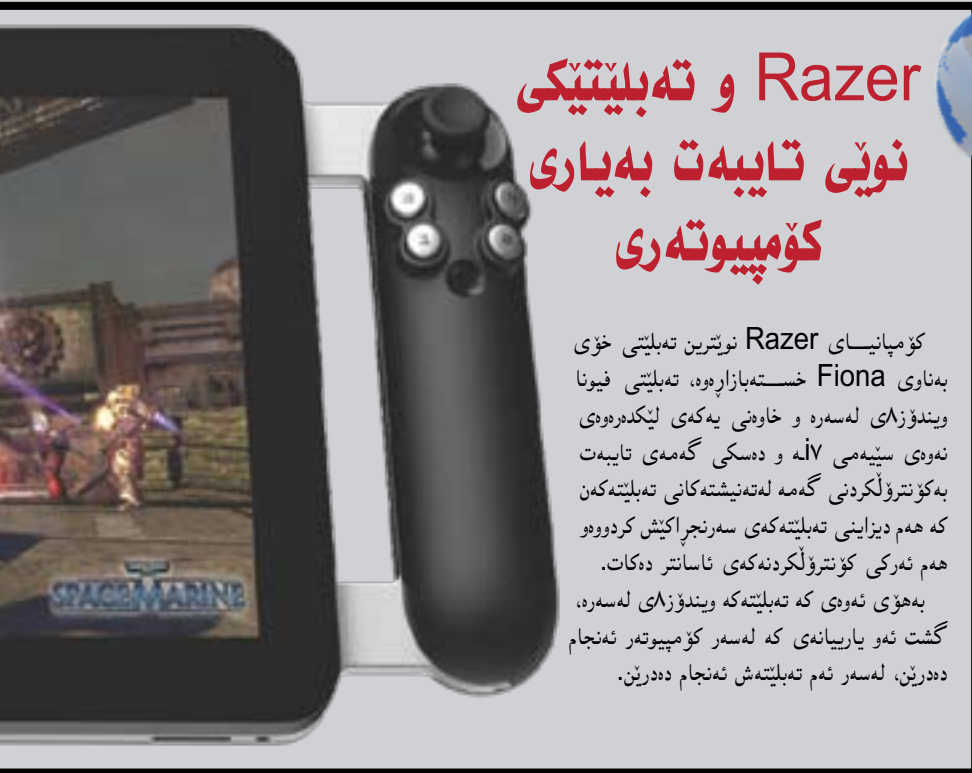 Razer و تەبلێتێکی
نوێی تایبەت بەیاری
کۆمپیوتەری
کۆمپانیـــای Razer نوێترین تەبلێتی خۆی
بەناوی Fiona خســـتەبازاڕەوە، تەبلێتی فیونا
ویندۆز٨ی لەسەرە و خاوەنی یەکەی لێکدەرەوەی
نەوەی سێیەمی i٧ـە و دەسکی گەمەی تایبەت
بەکۆنترۆڵکردنی گەمە لەتەنیشتەکانی تەبلێتەکەن
کە هەم دیزاینی تەبلێتەکەی سەرنجڕاکێش کردووەو
هەم ئەرکی کۆنترۆڵکردنەکەی ئاسانتر دەکات.
بەهۆی ئەوەی کە تەبلێتەکە ویندۆز٨ی لەسەرە،
گشت ئەو یارییانەی کە لەسەر کۆمپیوتەر ئەنجام
دەدرێن، لەسەر ئەم تەبلێتەش ئەنجام دەدرێن.
SPACE MARINE